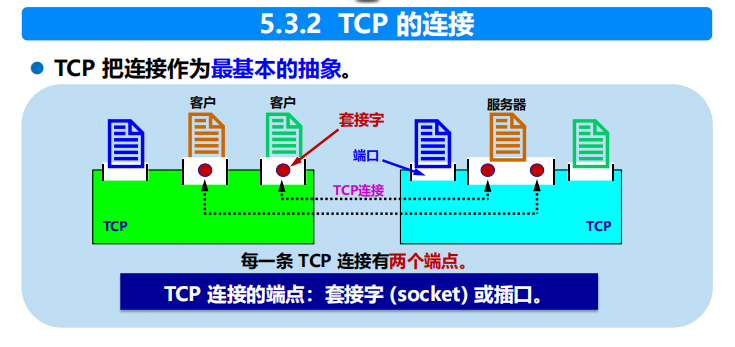 5.3.2 TCP 的连接
● TCP 把连接作为最基本的抽象。
客户
客户
服务器
套接字
端口
TCP连接
TCP
TCP
每一条 TCP 连接有两个端点。
TCP 连接的端点：套接字 (socket) 或插口。